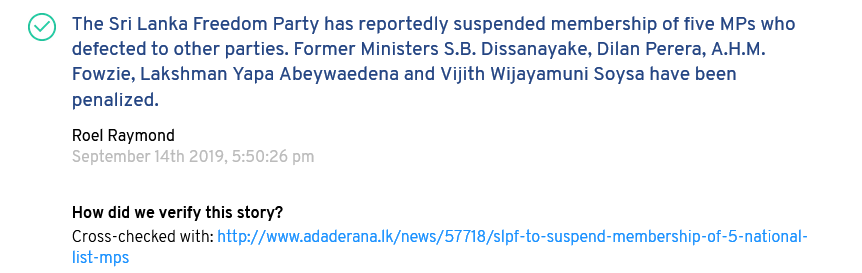 The Sri Lanka Freedom Party has reportedly suspended membership of five MPs who
defected to other parties. Former Ministers S.B. Dissanayake, Dilan Perera, A.H.M.
Fowzie, Lakshman Yapa Abeywaedena and Vijith Wijayamuni Soysa have been
penalized.
Roel Raymond
September 14th 2019, 5:50:26 pm
How did we verify this story?
Cross-checked with: http://www.adaderana.lk/news/57718/slpf-to-suspend-membership-of-5-national-
list-mps